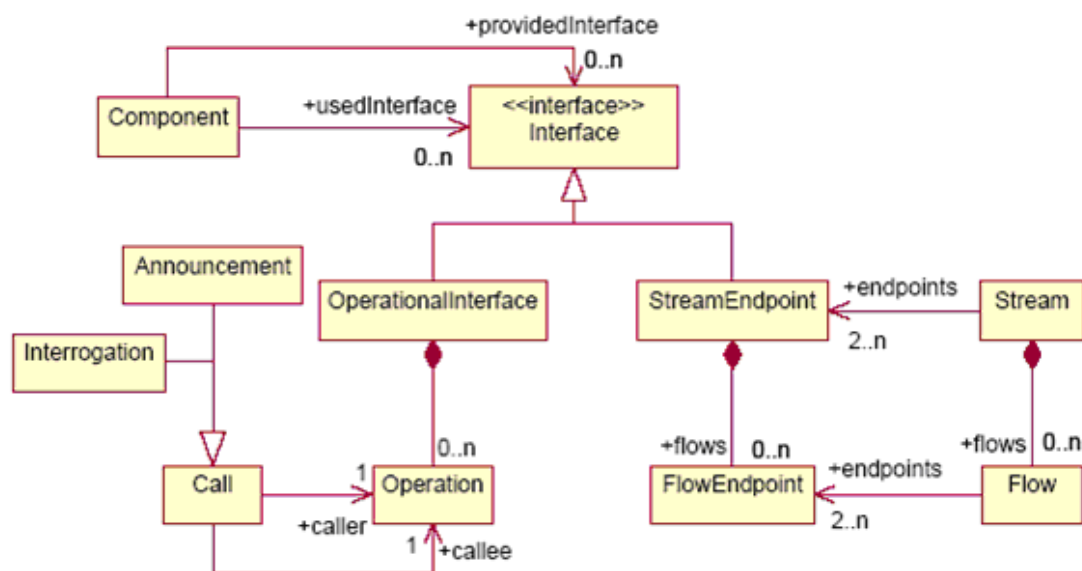 +providedInterface
0..n
Component
+usedInterface
0..n
<<interface>>
Interface
Announcement
Interrogation
OperationalInterface
StreamEndpoint
+endpoints
2..n
Stream
0..n
+flows
0..n
+flows
0..n
Call
1
+caller
Operation
1
+callee
FlowEndpoint
+endpoints
2..n
Flow